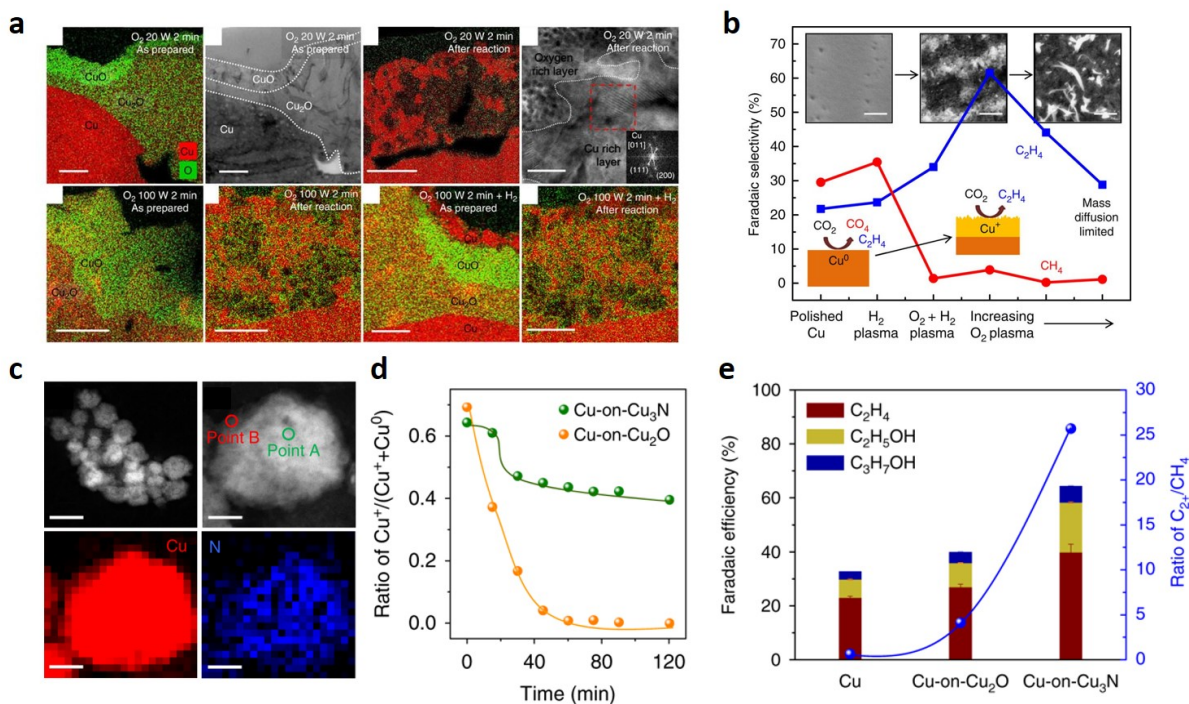 a
O2 20 W 2 min
As prepared
CuO
Cu2O
Cu
Cu
O
O2 20 W 2 min
As prepared
CuO
Cu2O
Cu
O2 20 W 2 min
After reaction
O2 20 W 2 min
After reaction
Oxygen
rich layer
Cu rich
layer
Cu
[011]
(111)
(200)
O2 100 W 2 min
As prepared
CuO
Cu2O
O2 100 W 2 min
After reaction
O2 100 W 2 min + H2
As prepared
Cu
CuO
Cu2O
Cu
O2 100 W 2 min + H2
After reaction
b
Faradaic selectivity (%)
70
60
50
40
30
20
10
0
C2H4
CO2
CO4
C2H4
Cu0
CO2
C2H4
Cu+
Mass
diffusion
limited
CH4
Polished
Cu
H2
plasma
O2 + H2
plasma
Increasing
O2 plasma
c
Point B
Point A
Cu
N
d
Ratio of Cu+/(Cu++Cu0)
0.6
0.4
0.2
0.0
Cu-on-Cu3N
Cu-on-Cu2O
0
40
80
120
Time (min)
e
Faradaic efficiency (%)
100
80
60
40
20
0
C2H4
C2H5OH
C3H7OH
30
25
20
15
10
5
0
Ratio of C2+/CH4
Cu
Cu-on-Cu2O
Cu-on-Cu3N